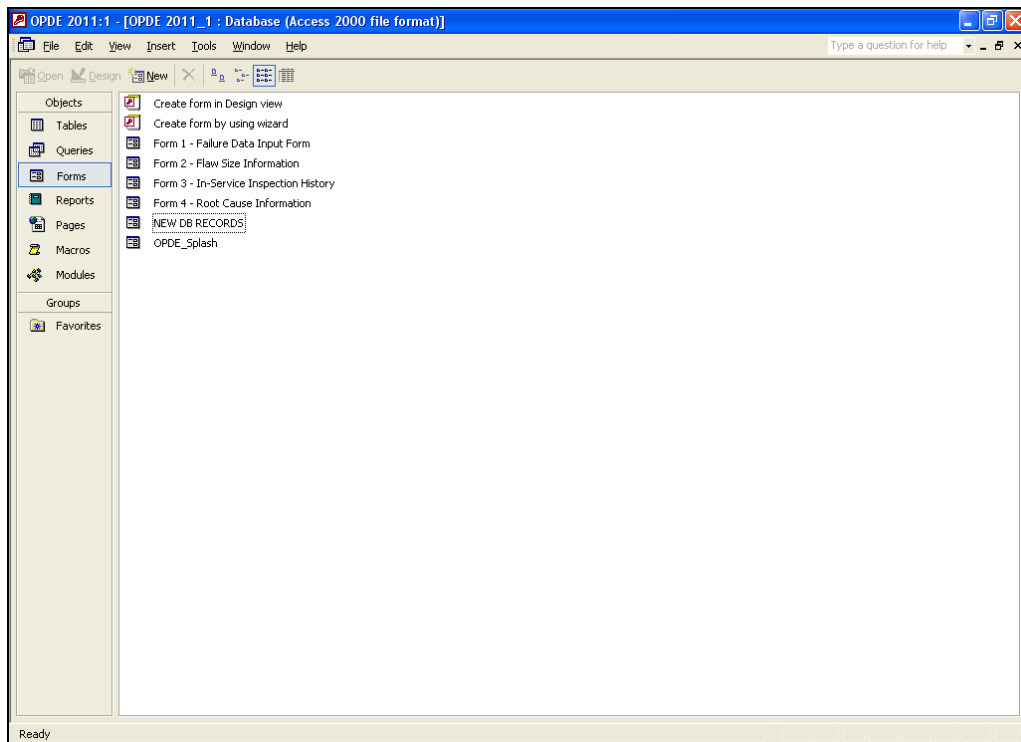 OPDE 2011:1 - [OPDE 2011_1 : Database (Access 2000 file format)]
File Edit View Insert Tools Window Help Type a question for help
Open Design New
Objects
Tables
Queries
Forms
Reports
Pages
Macros
Modules
Groups
Favorites
Create form in Design view
Create form by using wizard
Form 1 - Failure Data Input Form
Form 2 - Flaw Size Information
Form 3 - In-Service Inspection History
Form 4 - Root Cause Information
NEW DB RECORDS
OPDE_Splash
Ready